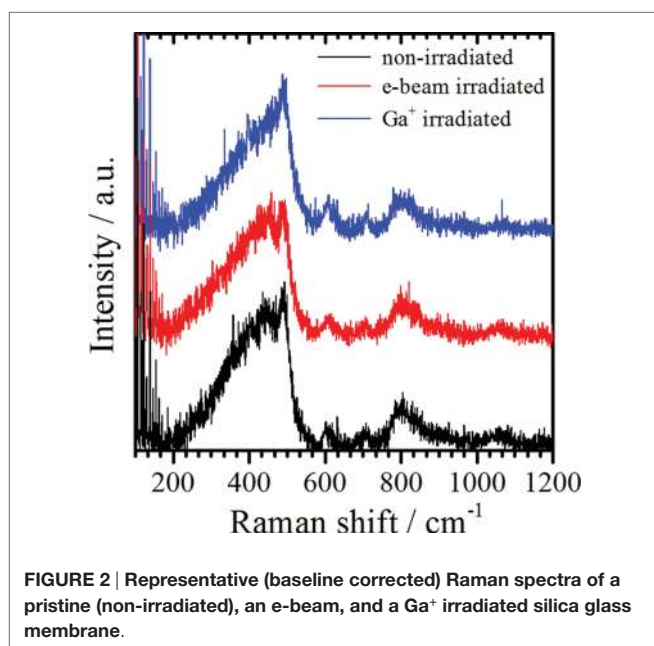 non-irradiated
e-beam irradiated
Ga⁺ irradiated
Intensity / a.u.
200 400 600 800 1000 1200
Raman shift / cm⁻¹
FIGURE 2 | Representative (baseline corrected) Raman spectra of a
pristine (non-irradiated), an e-beam, and a Ga⁺ irradiated silica glass
membrane.